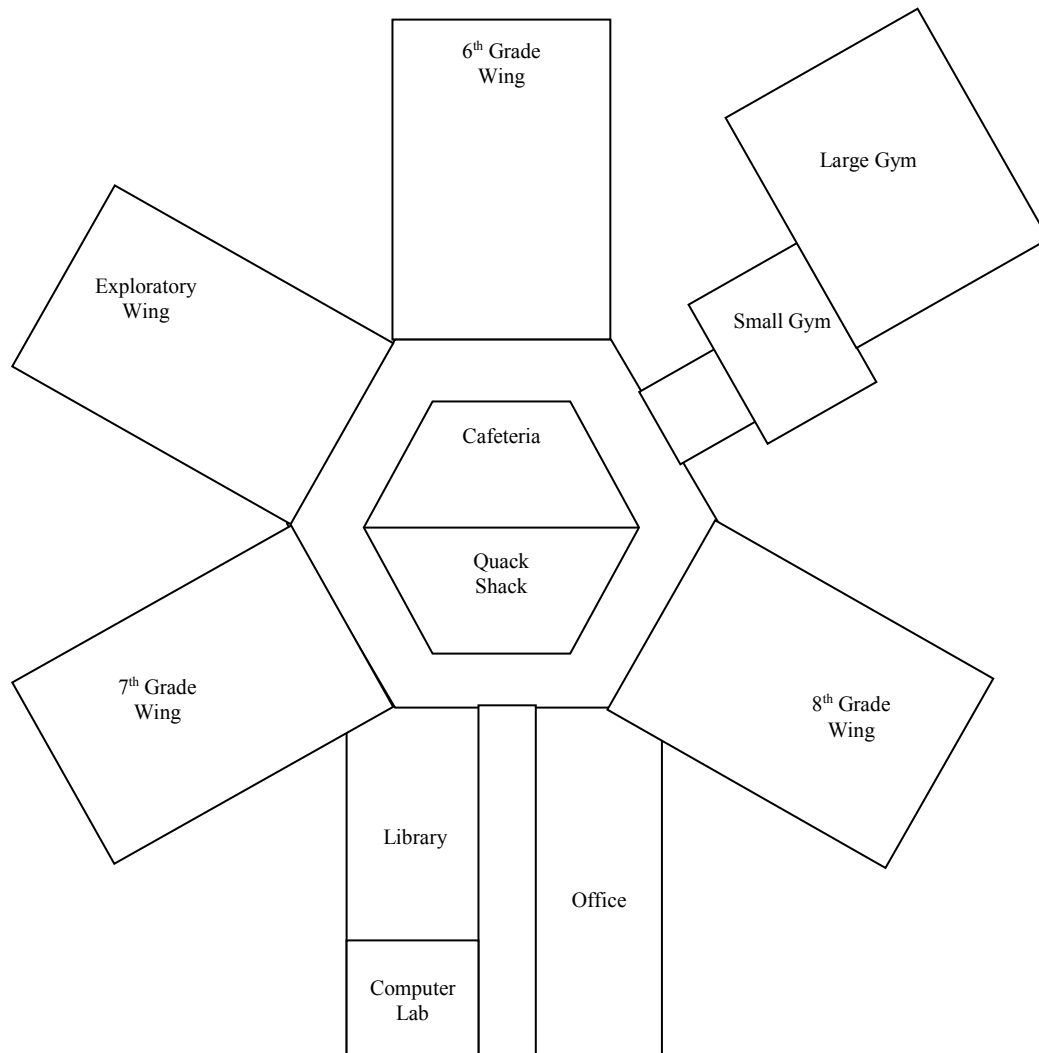 6th Grade
Wing
Large Gym
Exploratory
Wing
Small Gym
Cafeteria
Quack
Shack
7th Grade
Wing
8th Grade
Wing
Library
Office
Computer
Lab